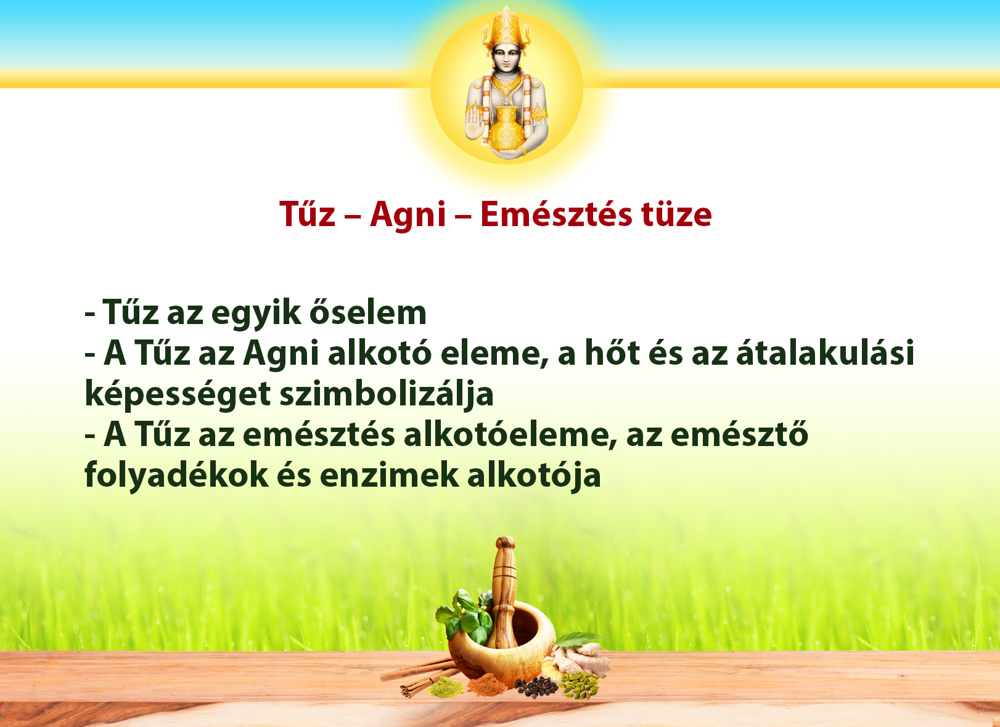 Tűz – Agni – Emésztés tüze
- Tűz az egyik őselem
- A Tűz az Agni alkotó eleme, a hőt és az átalakulási
képességet szimbolizálja
- A Tűz az emésztés alkotóeleme, az emésztő
folyadékok és enzimek alkotója